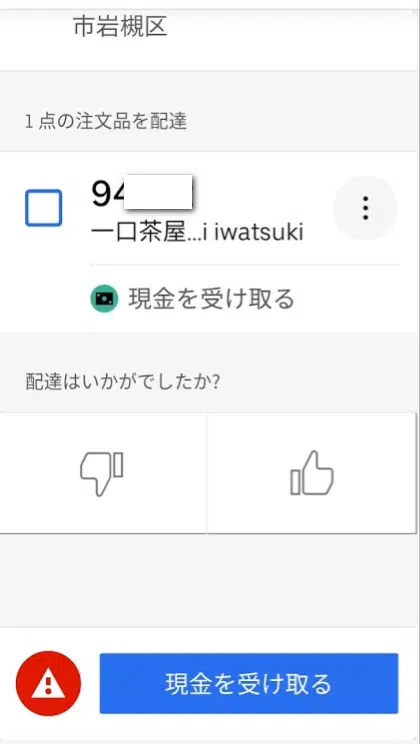 市岩槻区
1 点の注文品を配達
94
一口茶屋...i iwatsuki
現金を受け取る
配達はいかがでしたか?
現金を受け取る